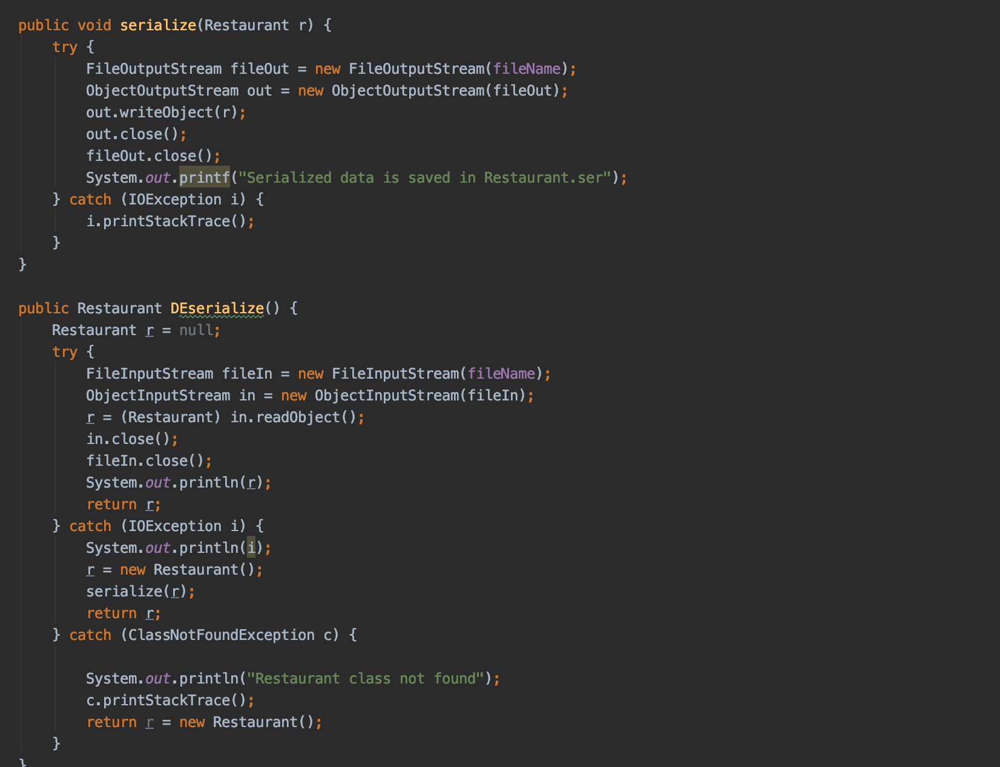 public void serialize(Restaurant r) {
    try {
        FileOutputStream fileOut = new FileOutputStream(fileName);
        ObjectOutputStream out = new ObjectOutputStream(fileOut);
        out.writeObject(r);
        out.close();
        fileOut.close();
        System.out.printf("Serialized data is saved in Restaurant.ser");
    } catch (IOException i) {
        i.printStackTrace();
    }
}
public Restaurant DEserialize() {
    Restaurant r = null;
    try {
        FileInputStream fileIn = new FileInputStream(fileName);
        ObjectInputStream in = new ObjectInputStream(fileIn);
        r = (Restaurant) in.readObject();
        in.close();
        fileIn.close();
        System.out.println(r);
        return r;
    } catch (IOException i) {
        System.out.println(i);
        r = new Restaurant();
        serialize(r);
        return r;
    } catch (ClassNotFoundException c) {
        System.out.println("Restaurant class not found");
        c.printStackTrace();
        return r = new Restaurant();
    }
}